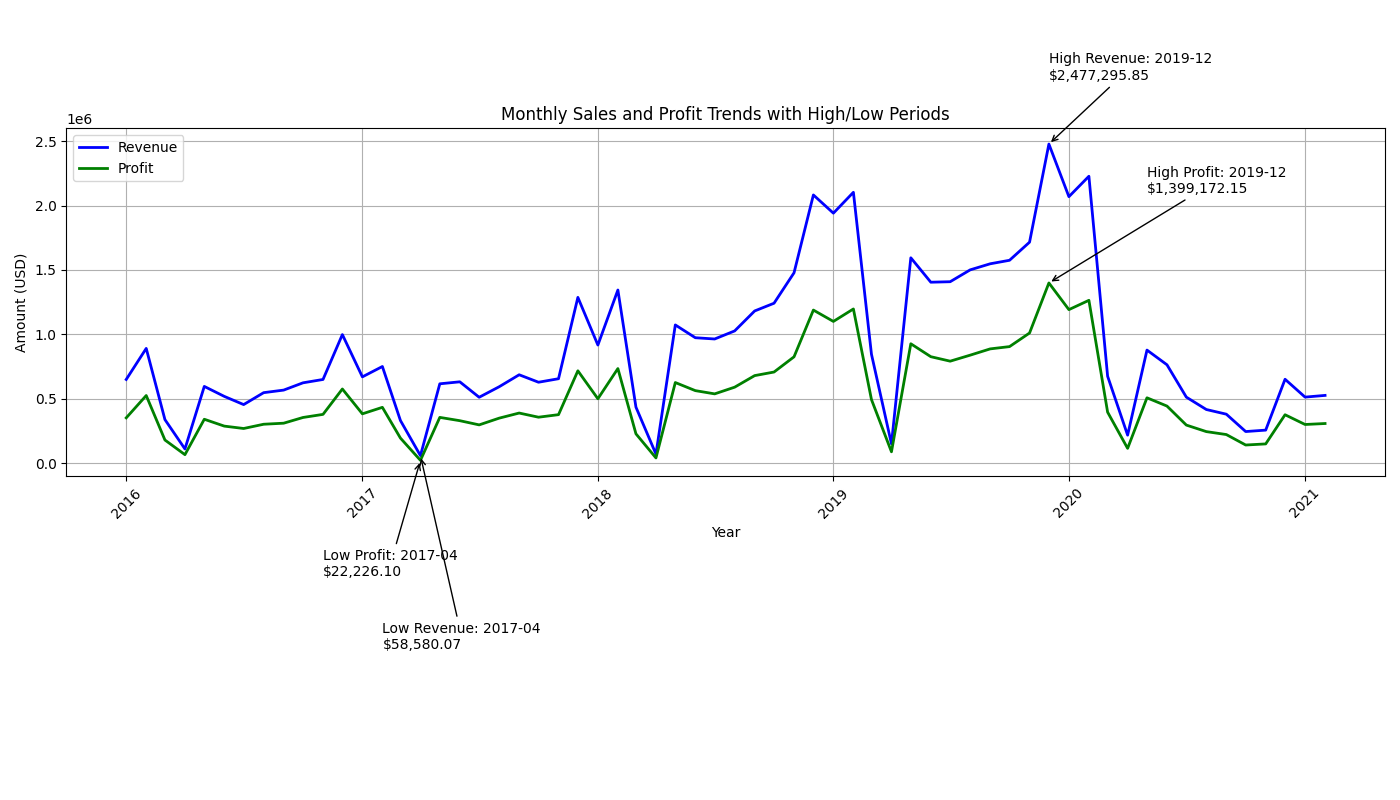 High Revenue: 2019-12
$2,477,295.85
Monthly Sales and Profit Trends with High/Low Periods
1e6
Revenue
Profit
High Profit: 2019-12
$1,399,172.15
2.5
2.0
1.5
1.0
0.5
0.0
Amount (USD)
2016
2017
2018
2019
2020
2021
Year
Low Profit: 2017-04
$22,226.10
Low Revenue: 2017-04
$58,580.07